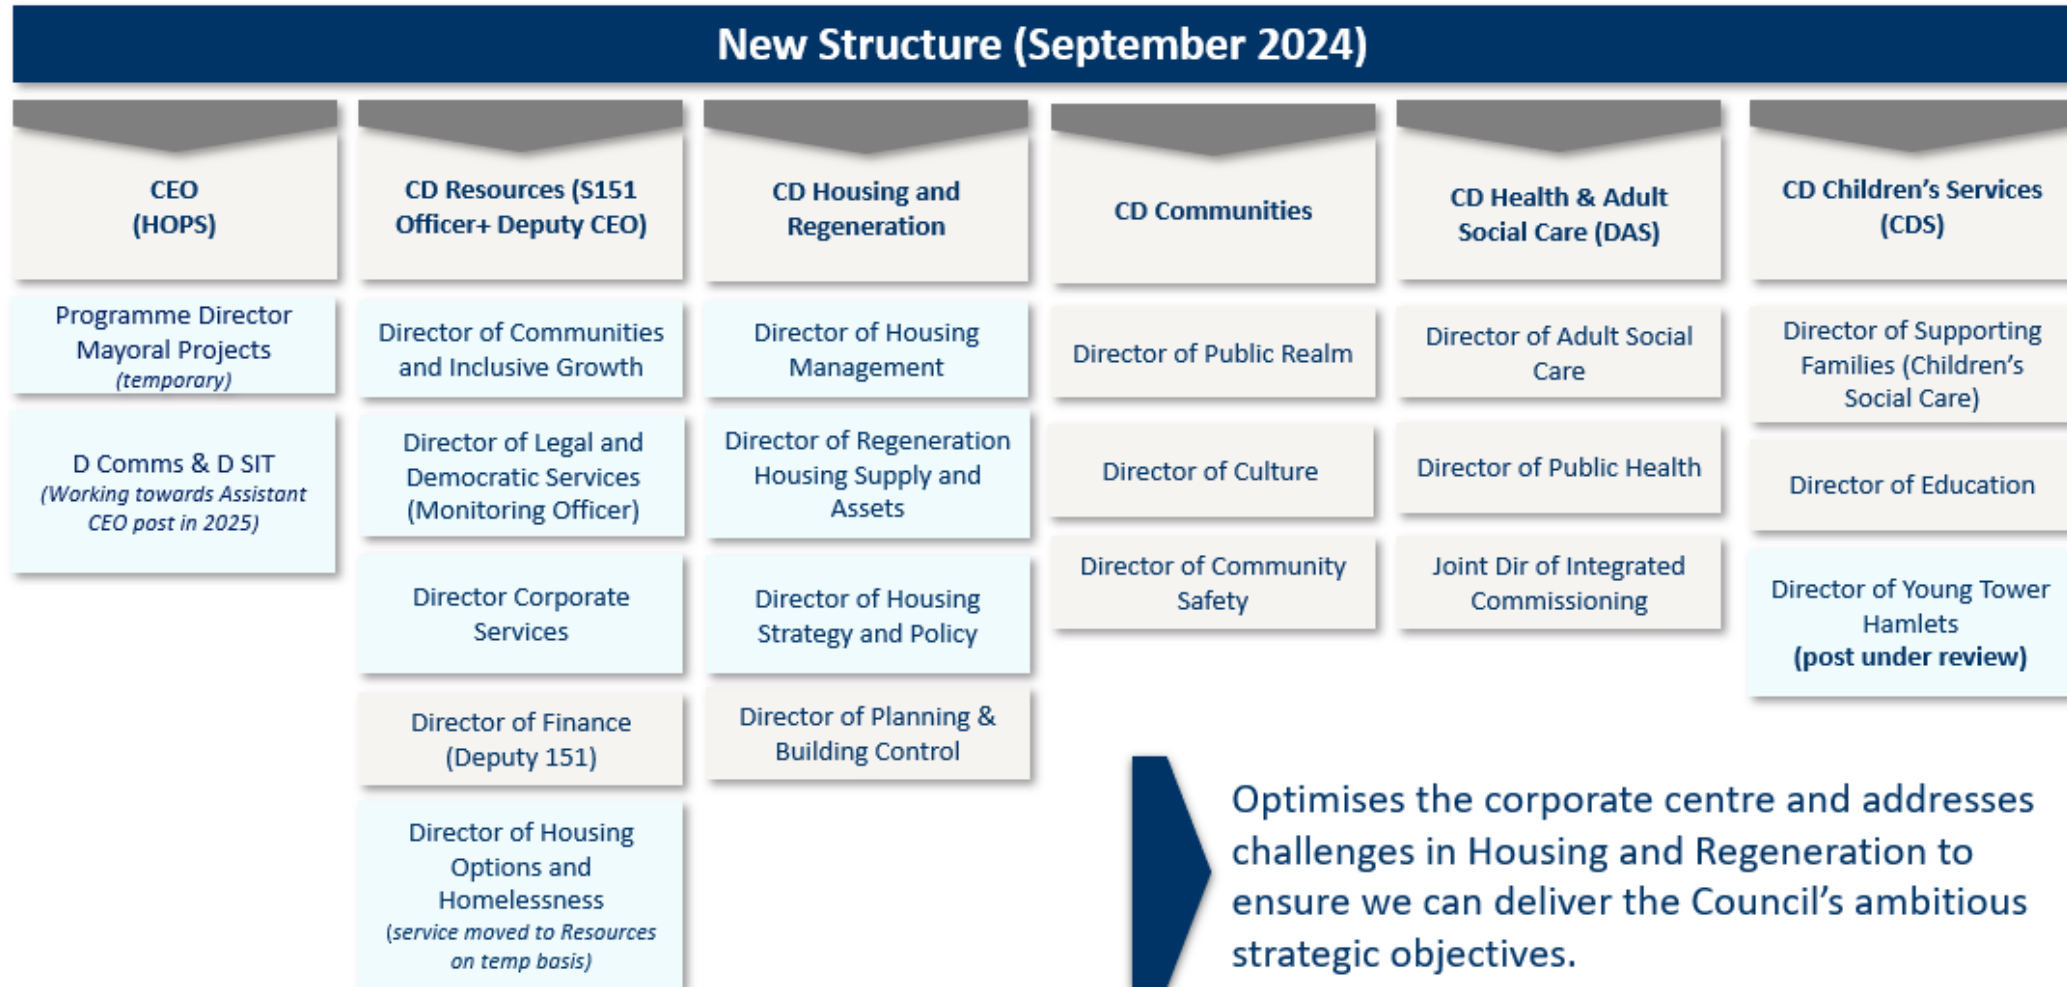 New Structure (September 2024)
CEO
(HOPS)
Programme Director
Mayoral Projects
(temporary)
D Comms & D SIT
(Working towards Assistant
CEO post in 2025)
CD Resources (S151
Officer+ Deputy CEO)
Director of Communities
and Inclusive Growth
Director of Legal and
Democratic Services
(Monitoring Officer)
Director Corporate
Services
Director of Finance
(Deputy 151)
Director of Housing
Options and
Homelessness
(service moved to Resources
on temp basis)
CD Housing and
Regeneration
Director of Housing
Management
Director of Regeneration
Housing Supply and
Assets
Director of Housing
Strategy and Policy
Director of Planning &
Building Control
CD Communities
Director of Public Realm
Director of Culture
Director of Community
Safety
CD Health & Adult
Social Care (DAS)
Director of Adult Social
Care
Director of Public Health
Joint Dir of Integrated
Commissioning
CD Children's Services
(CDS)
Director of Supporting
Families (Children's
Social Care)
Director of Education
Director of Young Tower
Hamlets
(post under review)
Optimises the corporate centre and addresses
challenges in Housing and Regeneration to
ensure we can deliver the Council's ambitious
strategic objectives.